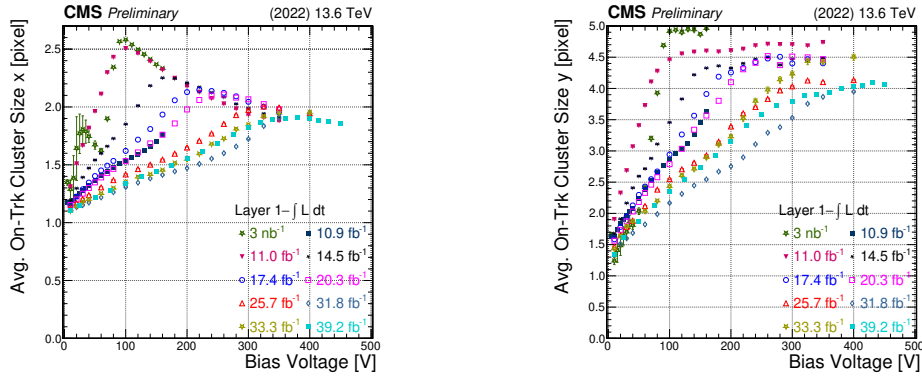 CMS Preliminary (2022) 13.6 TeV
Avg. On-Trk Cluster Size x [pixel]
2.5
2.0
1.5
1.0
0.5
0.0
Layer 1− ∫ L dt
3 nb⁻¹ 10.9 fb⁻¹
11.0 fb⁻¹ 14.5 fb⁻¹
17.4 fb⁻¹ 20.3 fb⁻¹
25.7 fb⁻¹ 31.8 fb⁻¹
33.3 fb⁻¹ 39.2 fb⁻¹
0 100 200 300 400 500
Bias Voltage [V]
CMS Preliminary (2022) 13.6 TeV
Avg. On-Trk Cluster Size y [pixel]
5.0
4.5
4.0
3.5
3.0
2.5
2.0
1.5
1.0
0.5
0.0
Layer 1− ∫ L dt
3 nb⁻¹ 10.9 fb⁻¹
11.0 fb⁻¹ 14.5 fb⁻¹
17.4 fb⁻¹ 20.3 fb⁻¹
25.7 fb⁻¹ 31.8 fb⁻¹
33.3 fb⁻¹ 39.2 fb⁻¹
0 100 200 300 400 500
Bias Voltage [V]